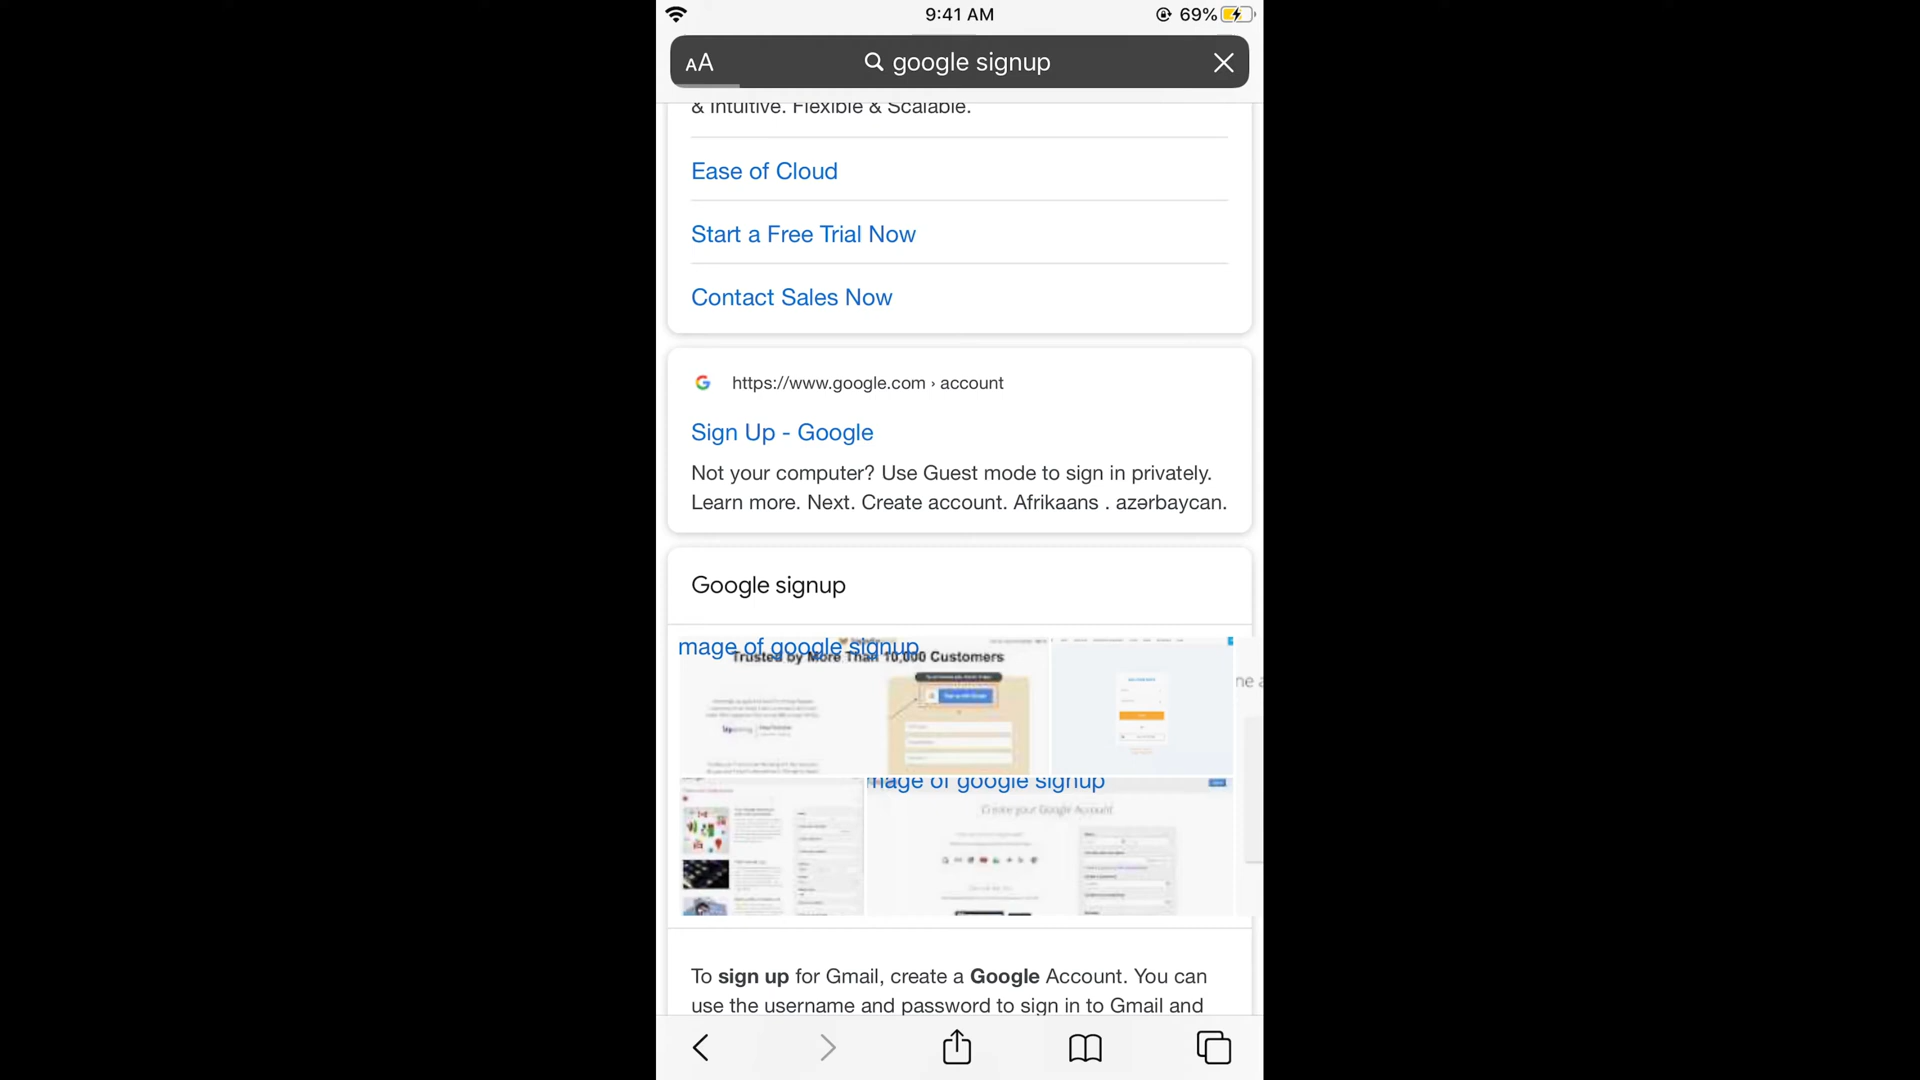 9:41 AM
69%
AA
google signup
& Intuitive. Flexible & Scalable.
Ease of Cloud
Start a Free Trial Now
Contact Sales Now
https://www.google.com › account
Sign Up - Google
Not your computer? Use Guest mode to sign in privately.
Learn more. Next. Create account. Afrikaans . azərbaycan.
Google signup
mage of google signup.
Trusted by More Than 10,000 Customers
mage of google signup
Create your Google Account
To sign up for Gmail, create a Google Account. You can
use the username and password to sign in to Gmail and